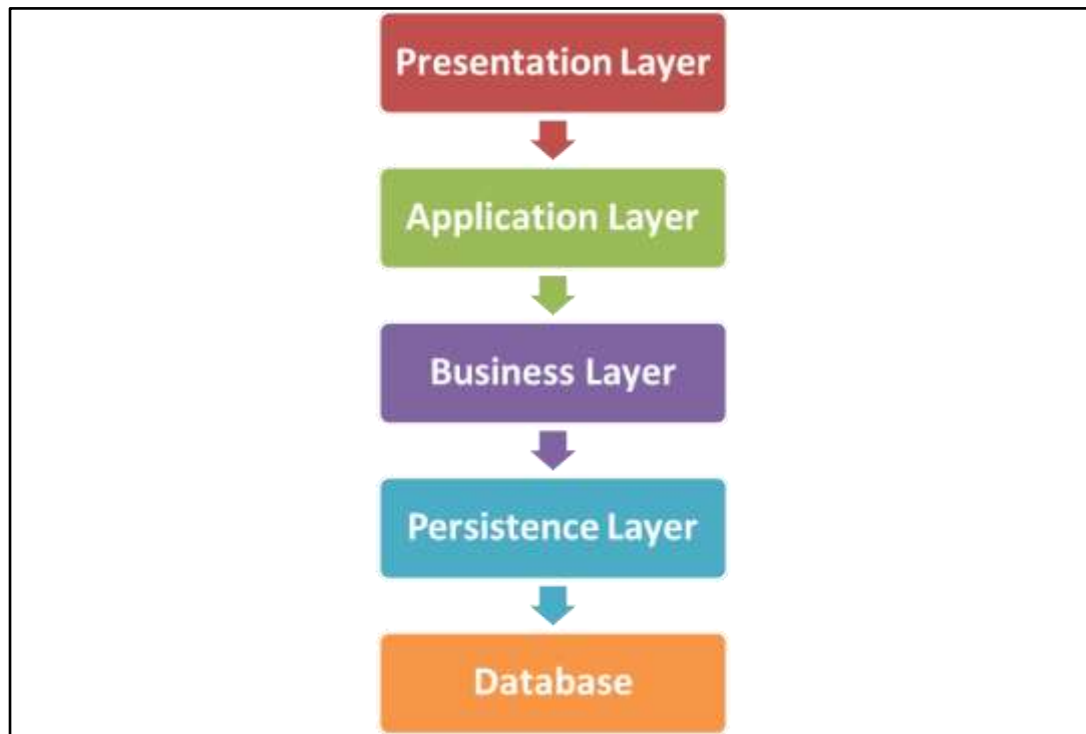 Presentation Layer
Application Layer
Business Layer
Persistence Layer
Database